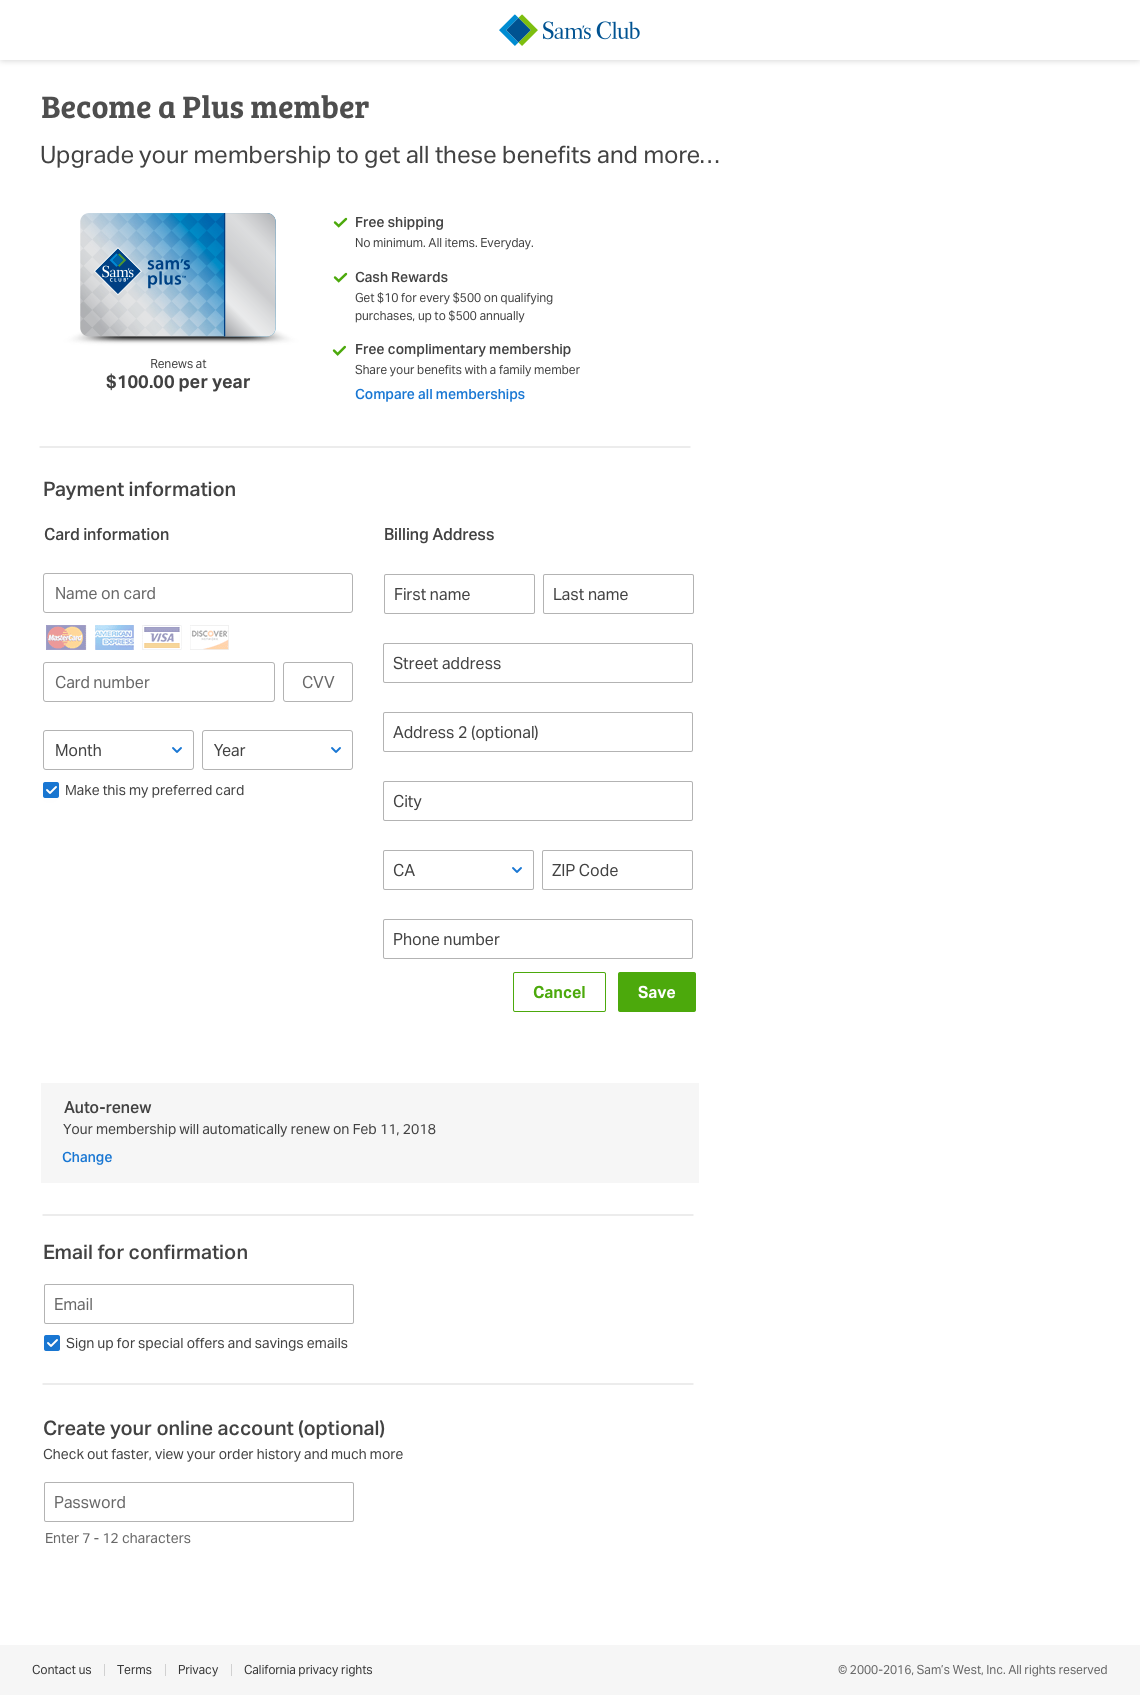 Sam's Club
Become a Plus member
Upgrade your membership to get all these benefits and more...
Sam's
CLUB
sam's
plus™
Renews at
$100.00 per year
Free shipping
No minimum. All items. Everyday.
Cash Rewards
Get $10 for every $500 on qualifying
purchases, up to $500 annually
Free complimentary membership
Share your benefits with a family member
Compare all memberships
Payment information
Card information
Name on card
MasterCard
AMERICAN
EXPRESS
VISA
DISCOVER
Card number
CVV
Month
Year
Make this my preferred card
Billing Address
First name
Last name
Street address
Address 2 (optional)
City
CA
ZIP Code
Phone number
Cancel
Save
Auto-renew
Your membership will automatically renew on Feb 11, 2018
Change
Email for confirmation
Email
Sign up for special offers and savings emails
Create your online account (optional)
Check out faster, view your order history and much more
Password
Enter 7 - 12 characters
Contact us
Terms
Privacy
California privacy rights
© 2000-2016, Sam's West, Inc. All rights reserved